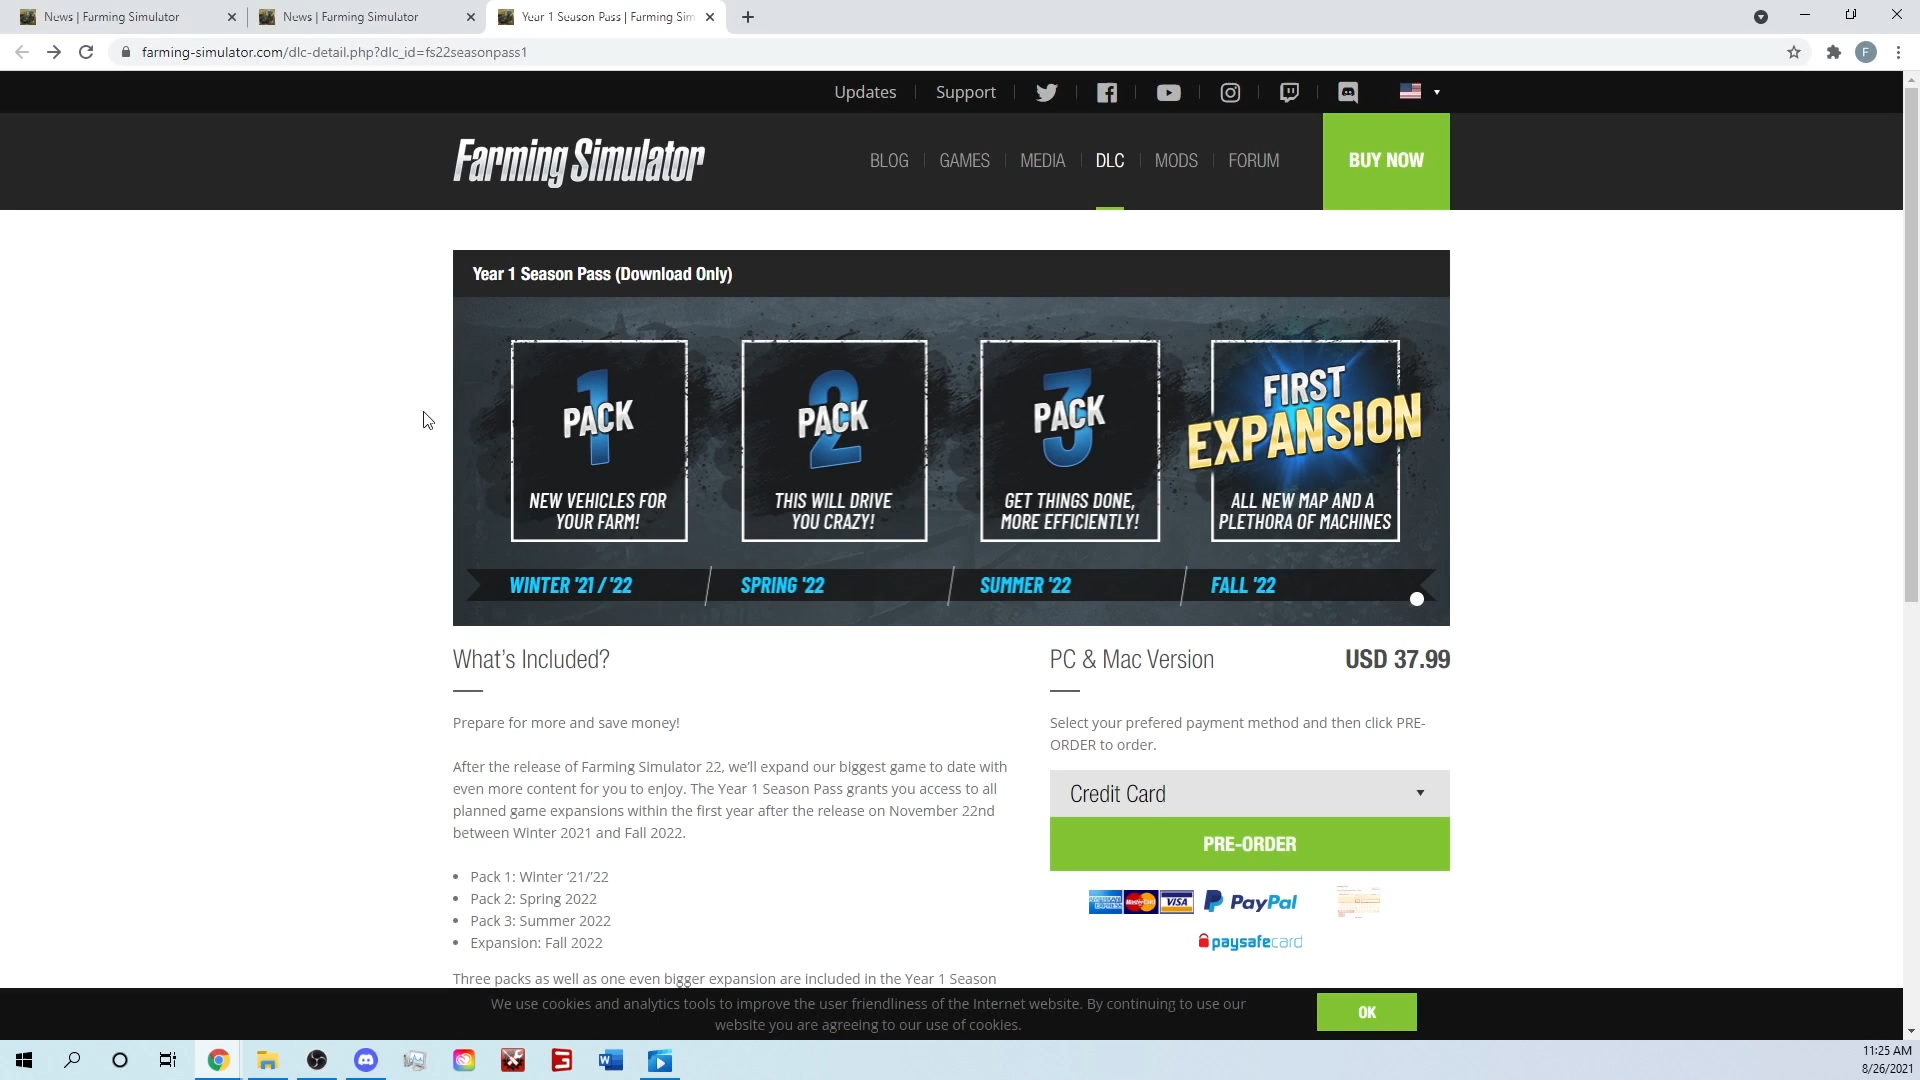 News | Farming Simulator
News | Farming Simulator
Year 1 Season Pass | Farming Sim
farming-simulator.com/dlc-detail.php?dlc_id=fs22seasonpass1
F
Updates
Support
Farming Simulator
BLOG
GAMES
MEDIA
DLC
MODS
FORUM
BUY NOW
Year 1 Season Pass (Download Only)
1
PACK
NEW VEHICLES FOR
YOUR FARM!
2
PACK
THIS WILL DRIVE
YOU CRAZY!
3
PACK
GET THINGS DONE,
MORE EFFICIENTLY!
FIRST
EXPANSION
ALL NEW MAP AND A
PLETHORA OF MACHINES
WINTER '21 / '22
SPRING '22
SUMMER '22
FALL '22
What's Included?
Prepare for more and save money!
After the release of Farming Simulator 22, we'll expand our biggest game to date with
even more content for you to enjoy. The Year 1 Season Pass grants you access to all
planned game expansions within the first year after the release on November 22nd
between Winter 2021 and Fall 2022.
• Pack 1: Winter ‘21/’22
• Pack 2: Spring 2022
• Pack 3: Summer 2022
• Expansion: Fall 2022
Three packs as well as one even bigger expansion are included in the Year 1 Season
PC & Mac Version
USD 37.99
Select your prefered payment method and then click PRE-
ORDER to order.
Credit Card
PRE-ORDER
MasterCard
VISA
PayPal
paysafecard
We use cookies and analytics tools to improve the user friendliness of the Internet website. By continuing to use our
website you are agreeing to our use of cookies.
OK
W
11:25 AM
8/26/2021